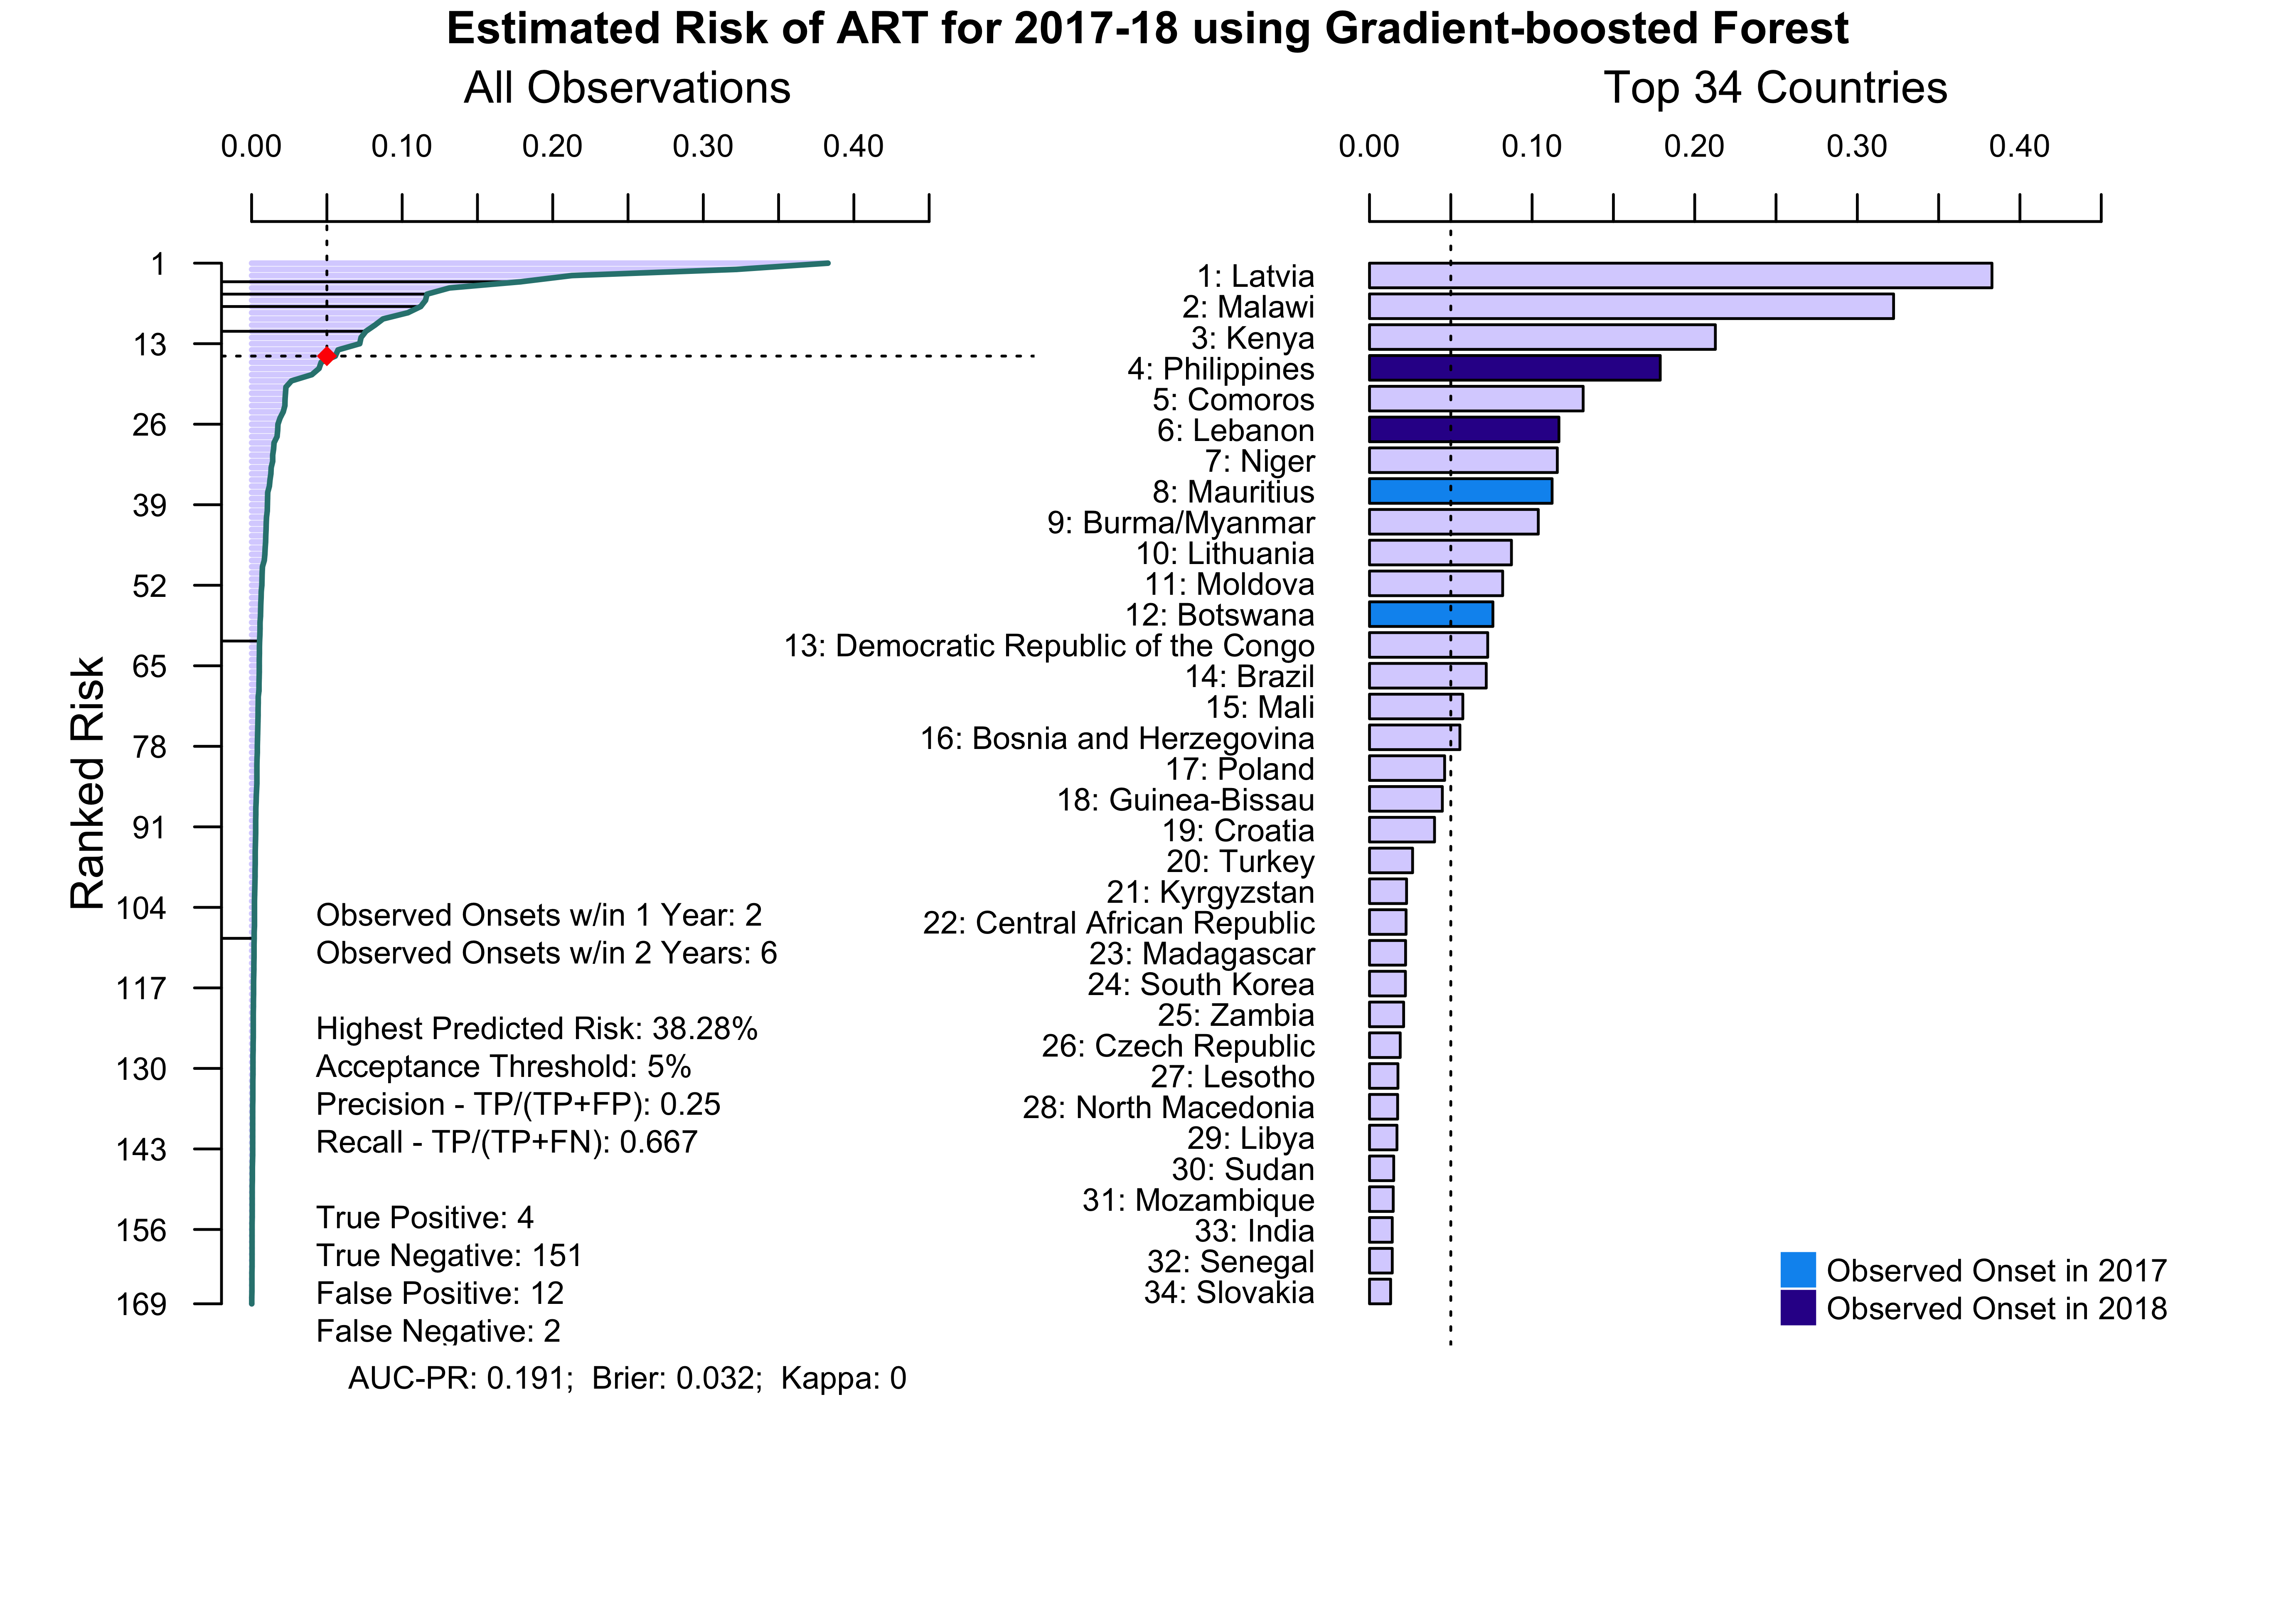 Estimated Risk of ART for 2017-18 using Gradient-boosted Forest
All Observations
0.00 0.10 0.20 0.30 0.40
Ranked Risk
1
13
26
39
52
65
78
91
104
117
130
143
156
169
Observed Onsets w/in 1 Year: 2
Observed Onsets w/in 2 Years: 6
Highest Predicted Risk: 38.28%
Acceptance Threshold: 5%
Precision - TP/(TP+FP): 0.25
Recall - TP/(TP+FN): 0.667
True Positive: 4
True Negative: 151
False Positive: 12
False Negative: 2
AUC-PR: 0.191;  Brier: 0.032;  Kappa: 0
Top 34 Countries
0.00 0.10 0.20 0.30 0.40
1: Latvia
2: Malawi
3: Kenya
4: Philippines
5: Comoros
6: Lebanon
7: Niger
8: Mauritius
9: Burma/Myanmar
10: Lithuania
11: Moldova
12: Botswana
13: Democratic Republic of the Congo
14: Brazil
15: Mali
16: Bosnia and Herzegovina
17: Poland
18: Guinea-Bissau
19: Croatia
20: Turkey
21: Kyrgyzstan
22: Central African Republic
23: Madagascar
24: South Korea
25: Zambia
26: Czech Republic
27: Lesotho
28: North Macedonia
29: Libya
30: Sudan
31: Mozambique
33: India
32: Senegal
34: Slovakia
Observed Onset in 2017
Observed Onset in 2018